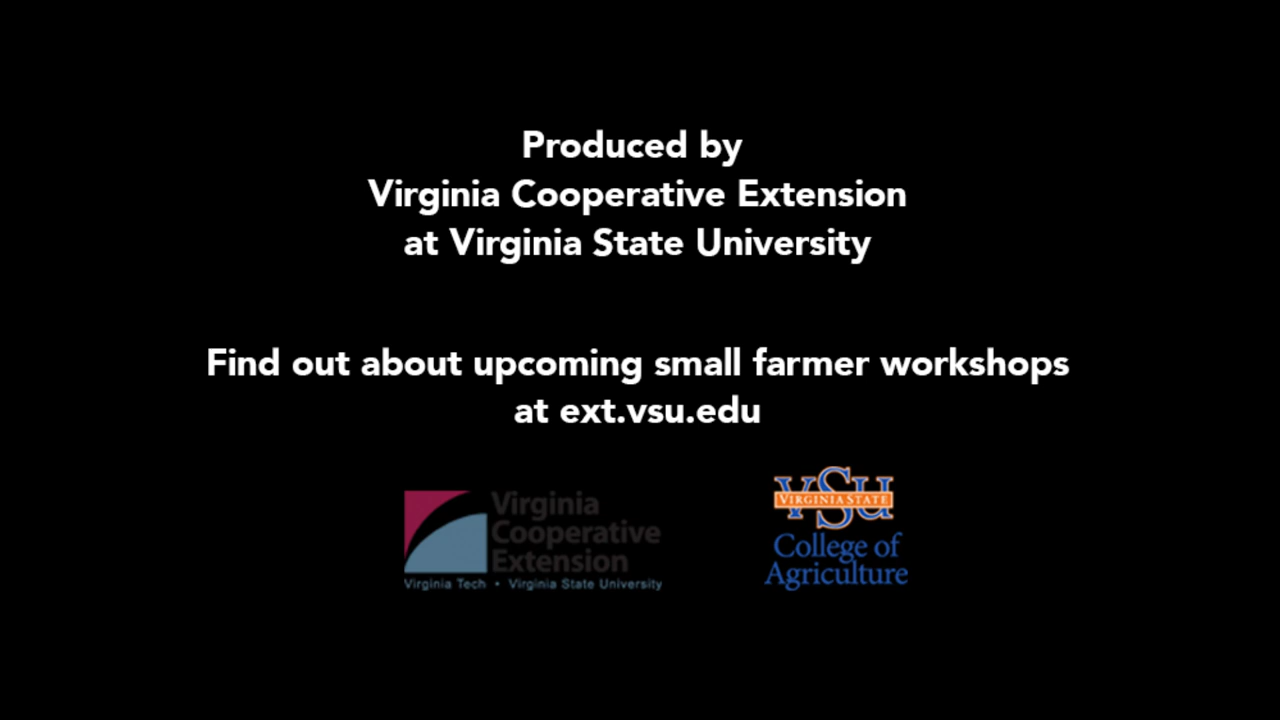 Produced by
Virginia Cooperative Extension
at Virginia State University
Find out about upcoming small farmer workshops
at ext.vsu.edu
Virginia
Cooperative
Extension
Virginia Tech • Virginia State University
VSU
VIRGINIA STATE
College of
Agriculture